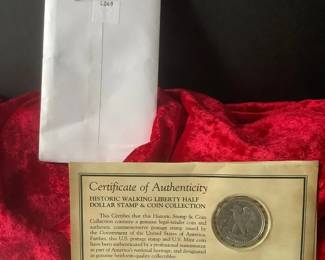 Certificate of Authenticity
HISTORIC WALKING LIBERTY HALF
DOLLAR STAMP & COIN COLLECTION
This Certifies that this Historic Stamp & Coin
Collection contains a genuine legal-tender coin and
authentic commemorative postage stamp issued by
the Government of the United States of America.
Further, this U.S. postage stamp and U.S. Mint coin
have been authenticated by a professional numismatist
as part of America's national heritage, and designated
as genuine heirloom-quality collectibles.